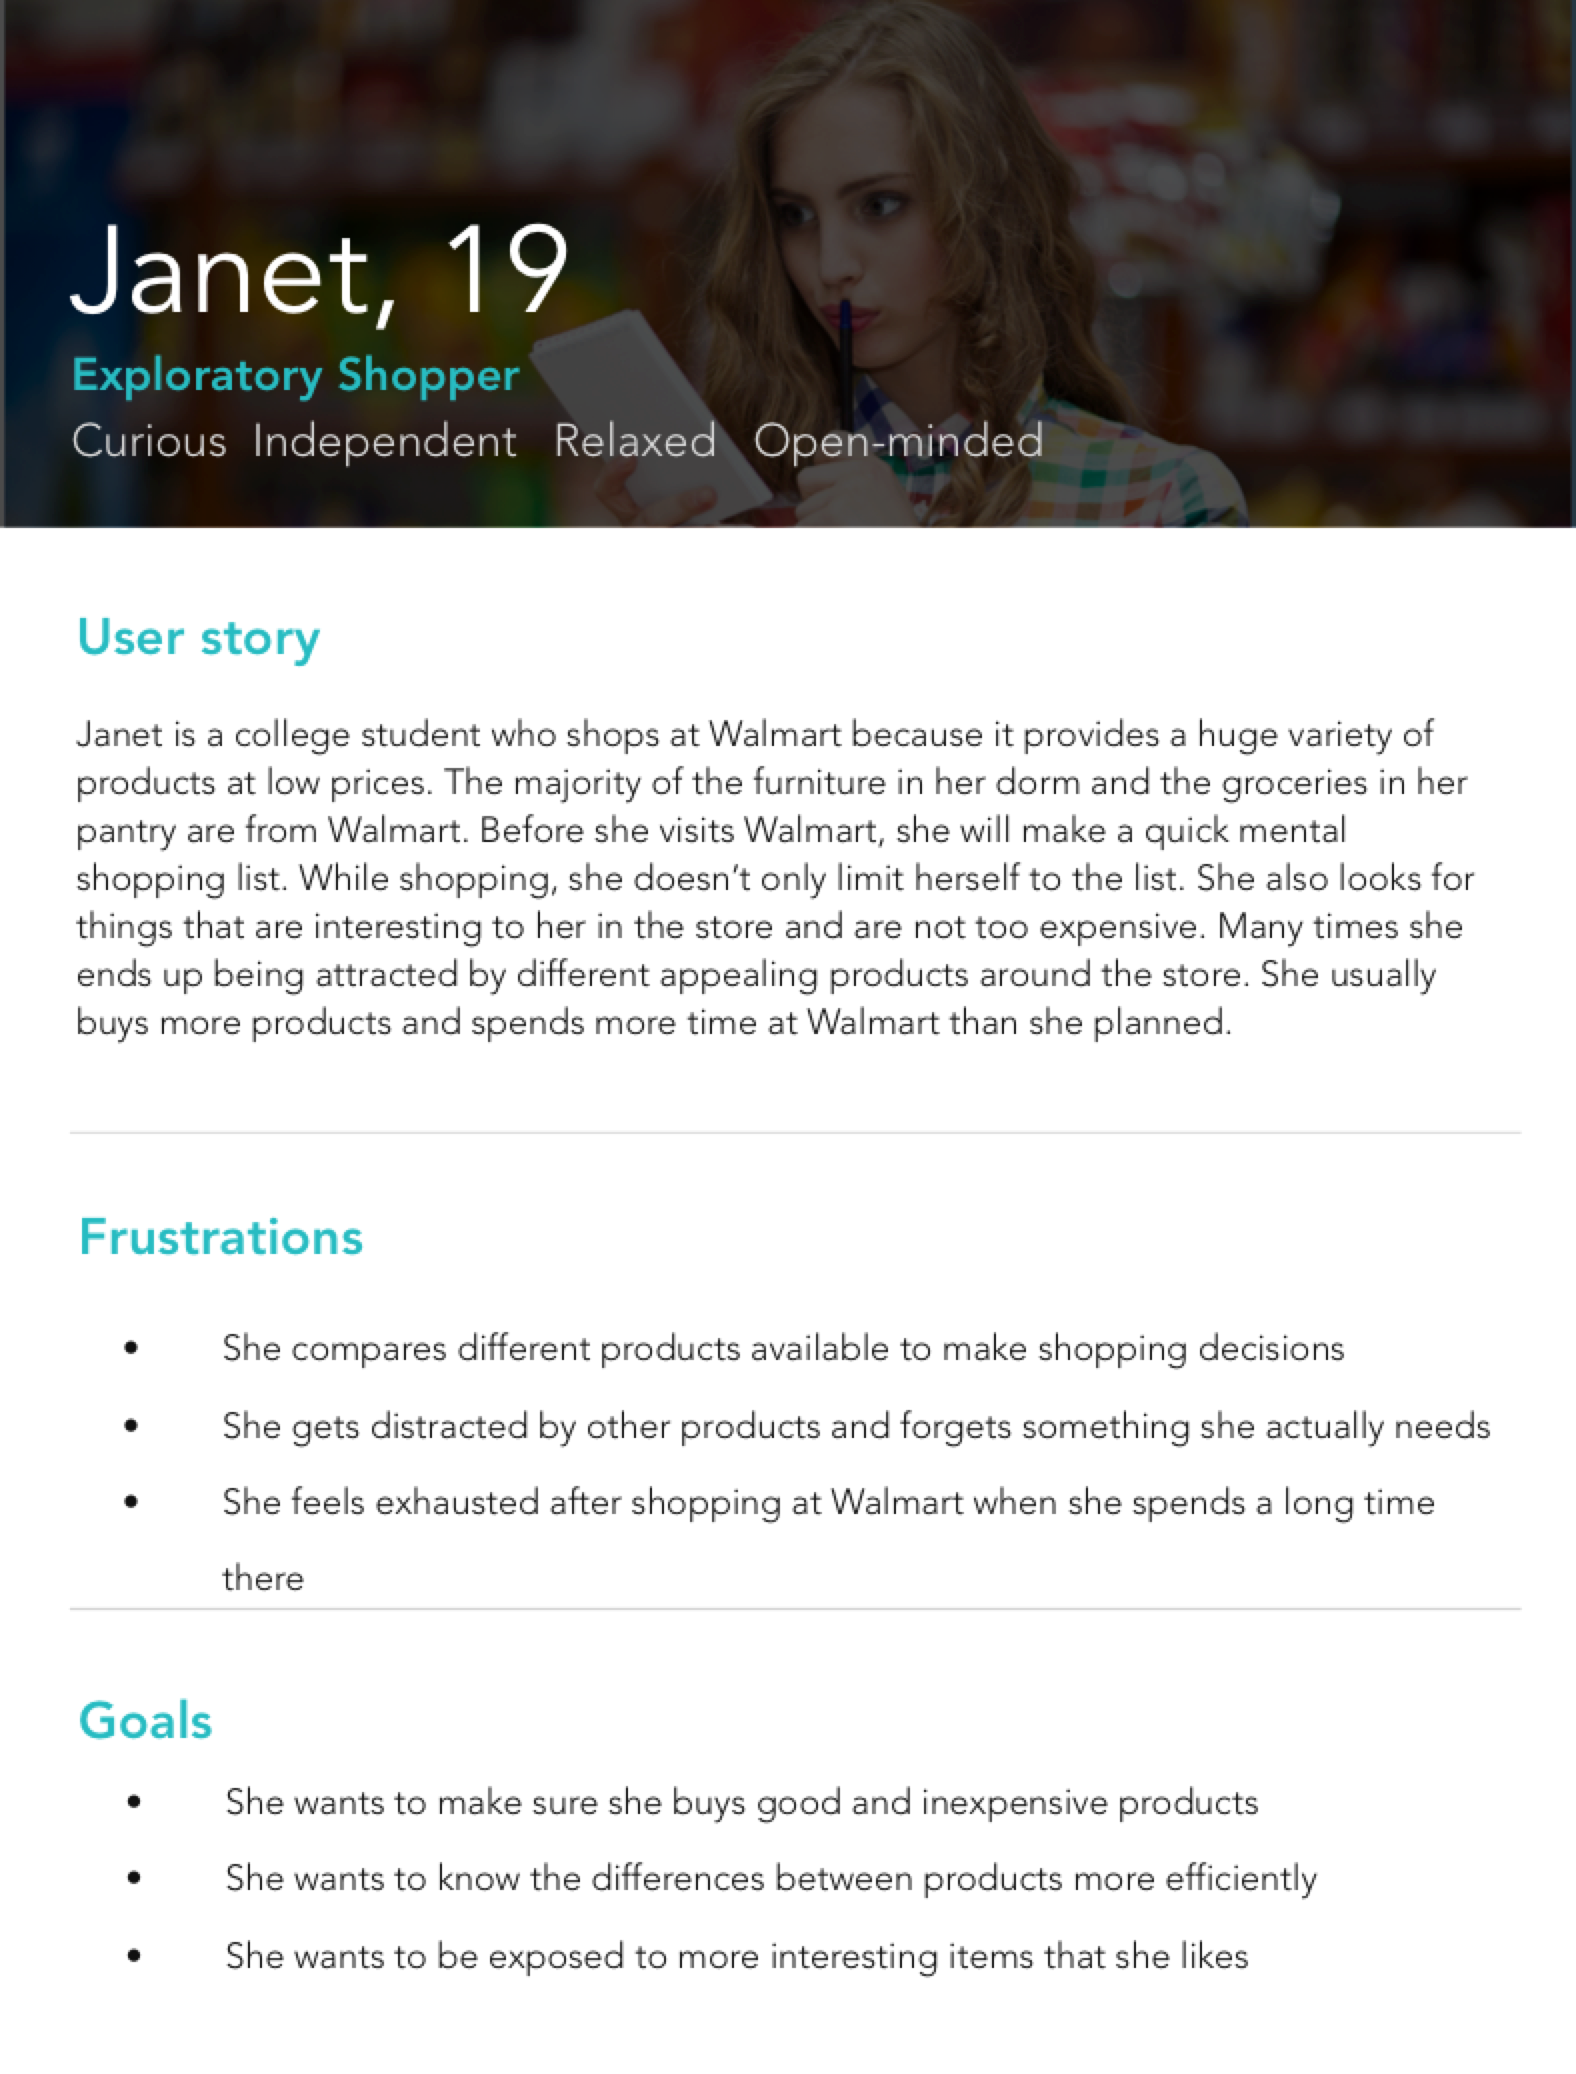 Janet, 19
Exploratory Shopper
Curious Independent Relaxed Open-minded
User story
Janet is a college student who shops at Walmart because it provides a huge variety of
products at low prices. The majority of the furniture in her dorm and the groceries in her
pantry are from Walmart. Before she visits Walmart, she will make a quick mental
shopping list. While shopping, she doesn’t only limit herself to the list. She also looks for
things that are interesting to her in the store and are not too expensive. Many times she
ends up being attracted by different appealing products around the store. She usually
buys more products and spends more time at Walmart than she planned.
Frustrations
• She compares different products available to make shopping decisions
• She gets distracted by other products and forgets something she actually needs
• She feels exhausted after shopping at Walmart when she spends a long time
there
Goals
• She wants to make sure she buys good and inexpensive products
• She wants to know the differences between products more efficiently
• She wants to be exposed to more interesting items that she likes